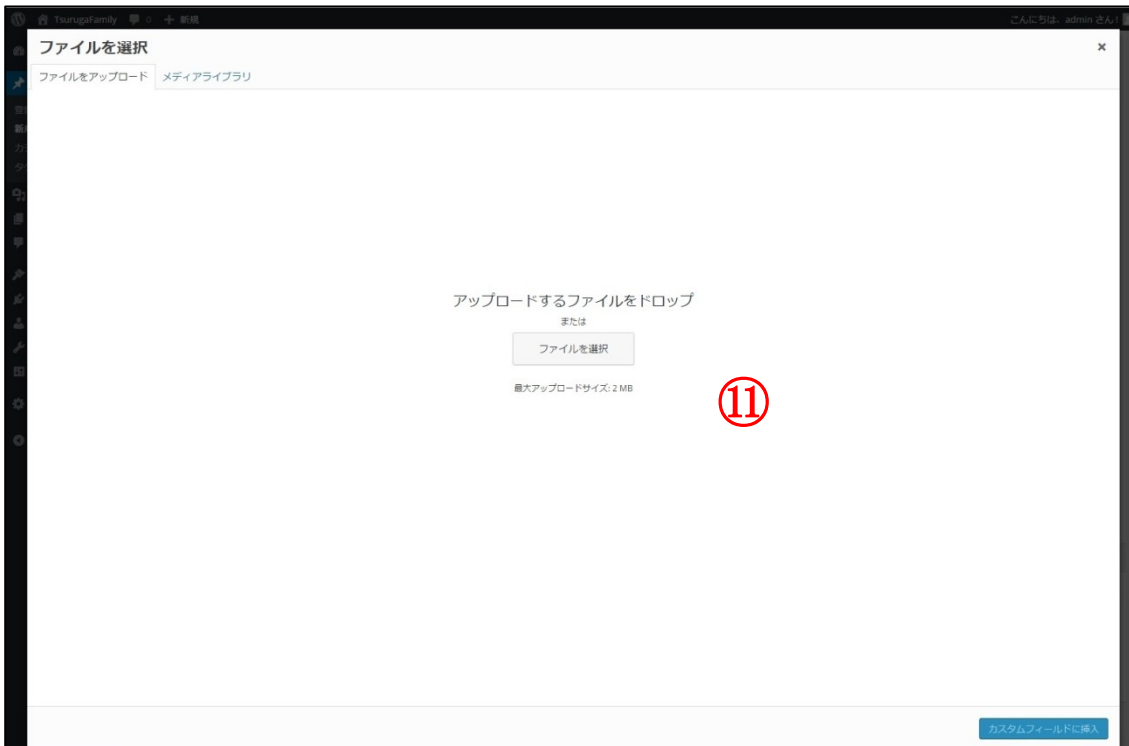 TsurugaFamily 0 新規
こんにちは、admin さん!
ファイルを選択
ファイルをアップロード メディアライブラリ
アップロードするファイルをドロップ
または
ファイルを選択
最大アップロードサイズ: 2 MB
⑪
カスタムフィールドに挿入